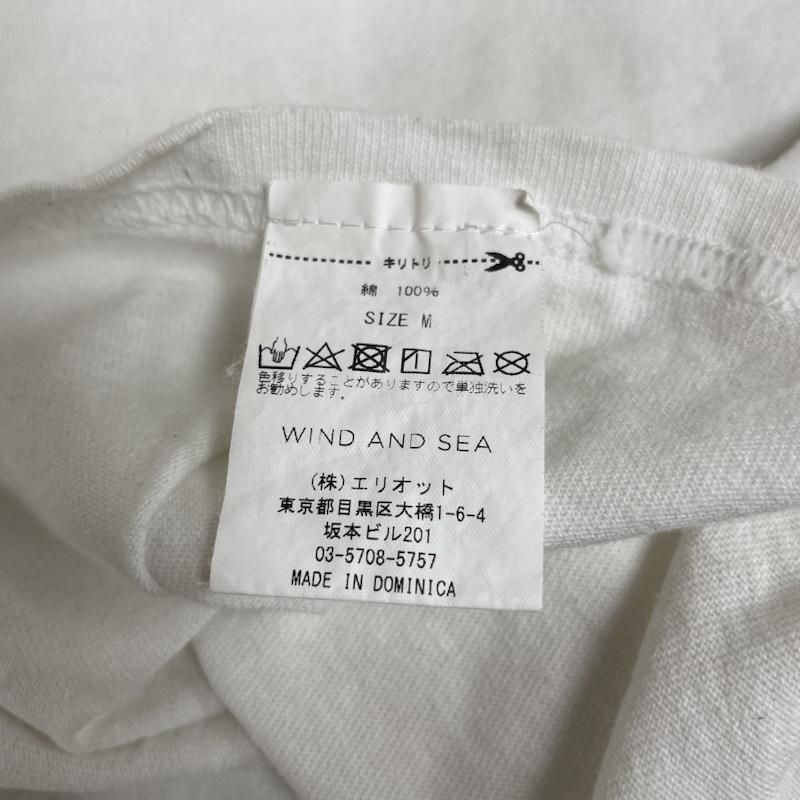 キリトリ
綿 100%
SIZE M
色移りすることがありますので単独洗いを
お勧めします。
WIND AND SEA
(株)エリオット
東京都目黒区大橋1-6-4
坂本ビル201
03-5708-5757
MADE IN DOMINICA